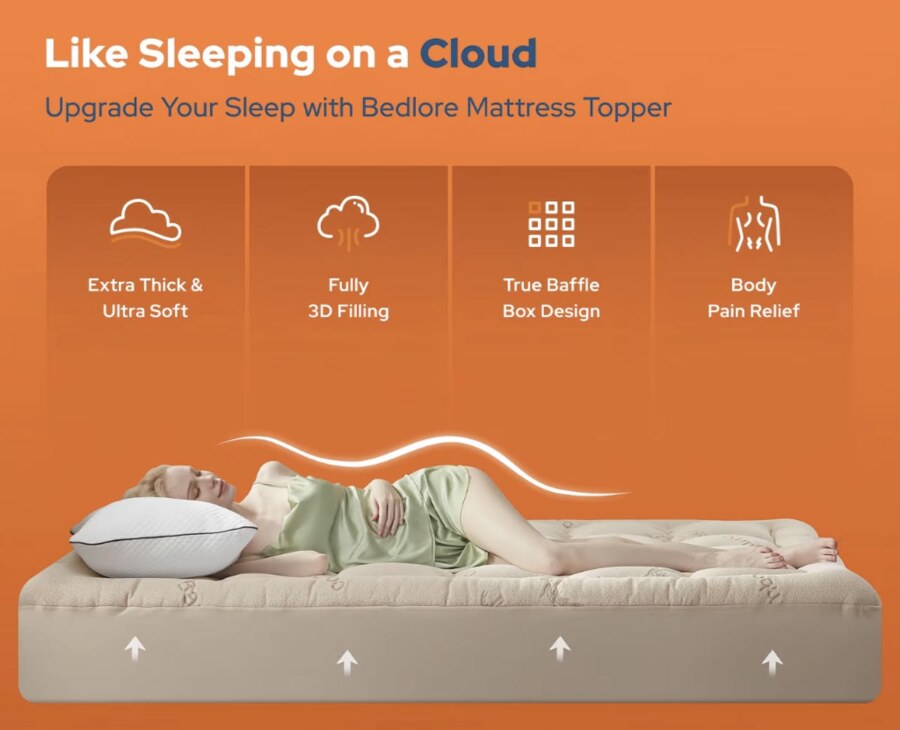 Like Sleeping on a Cloud
Upgrade Your Sleep with Bedlore Mattress Topper
Extra Thick &
Ultra Soft
Fully
3D Filling
True Baffle
Box Design
Body
Pain Relief